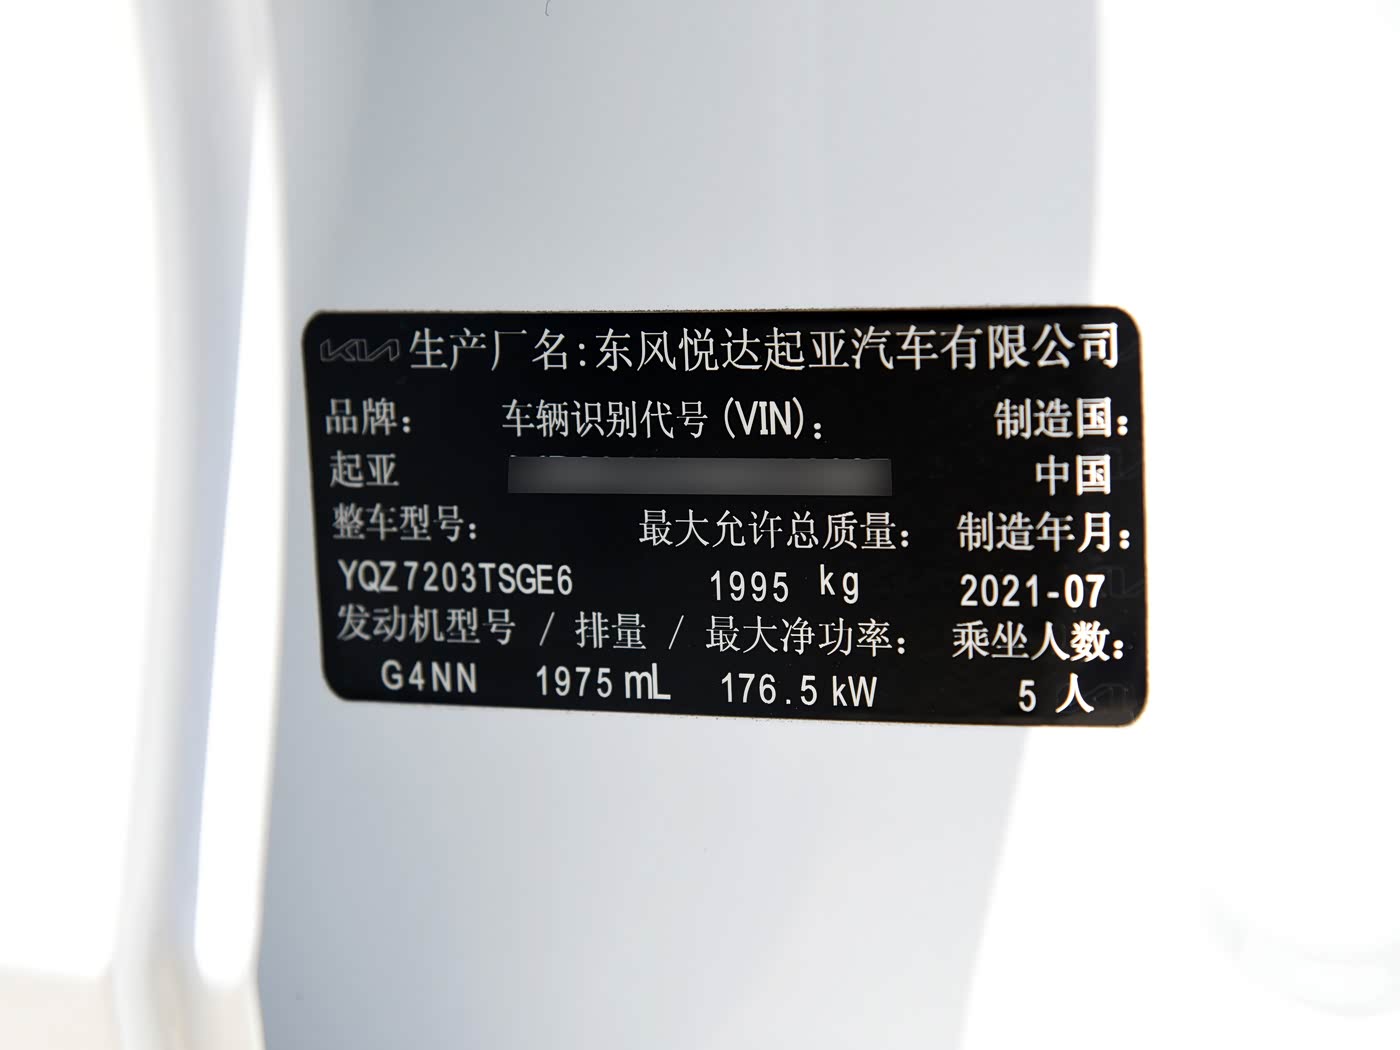 KIA 生产厂名:东风悦达起亚汽车有限公司
品牌: 车辆识别代号(VIN): 制造国:
起亚 中国
整车型号: 最大允许总质量: 制造年月:
YQZ7203TSGE6 1995 kg 2021-07
发动机型号 / 排量 / 最大净功率: 乘坐人数:
G4NN 1975 mL 176.5 kW 5 人